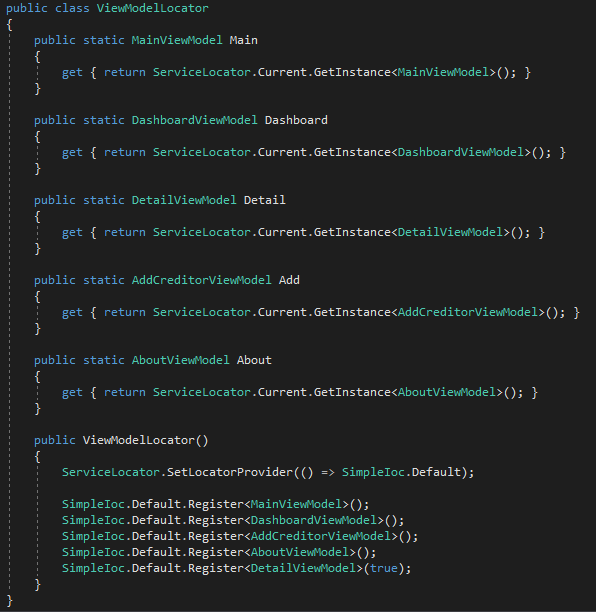 public class ViewModelLocator
{
    public static MainViewModel Main
    {
        get { return ServiceLocator.Current.GetInstance<MainViewModel>(); }
    }

    public static DashboardViewModel Dashboard
    {
        get { return ServiceLocator.Current.GetInstance<DashboardViewModel>(); }
    }

    public static DetailViewModel Detail
    {
        get { return ServiceLocator.Current.GetInstance<DetailViewModel>(); }
    }

    public static AddCreditorViewModel Add
    {
        get { return ServiceLocator.Current.GetInstance<AddCreditorViewModel>(); }
    }

    public static AboutViewModel About
    {
        get { return ServiceLocator.Current.GetInstance<AboutViewModel>(); }
    }

    public ViewModelLocator()
    {
        ServiceLocator.SetLocatorProvider(() => SimpleIoc.Default);

        SimpleIoc.Default.Register<MainViewModel>();
        SimpleIoc.Default.Register<DashboardViewModel>();
        SimpleIoc.Default.Register<AddCreditorViewModel>();
        SimpleIoc.Default.Register<AboutViewModel>();
        SimpleIoc.Default.Register<DetailViewModel>(true);
    }
}